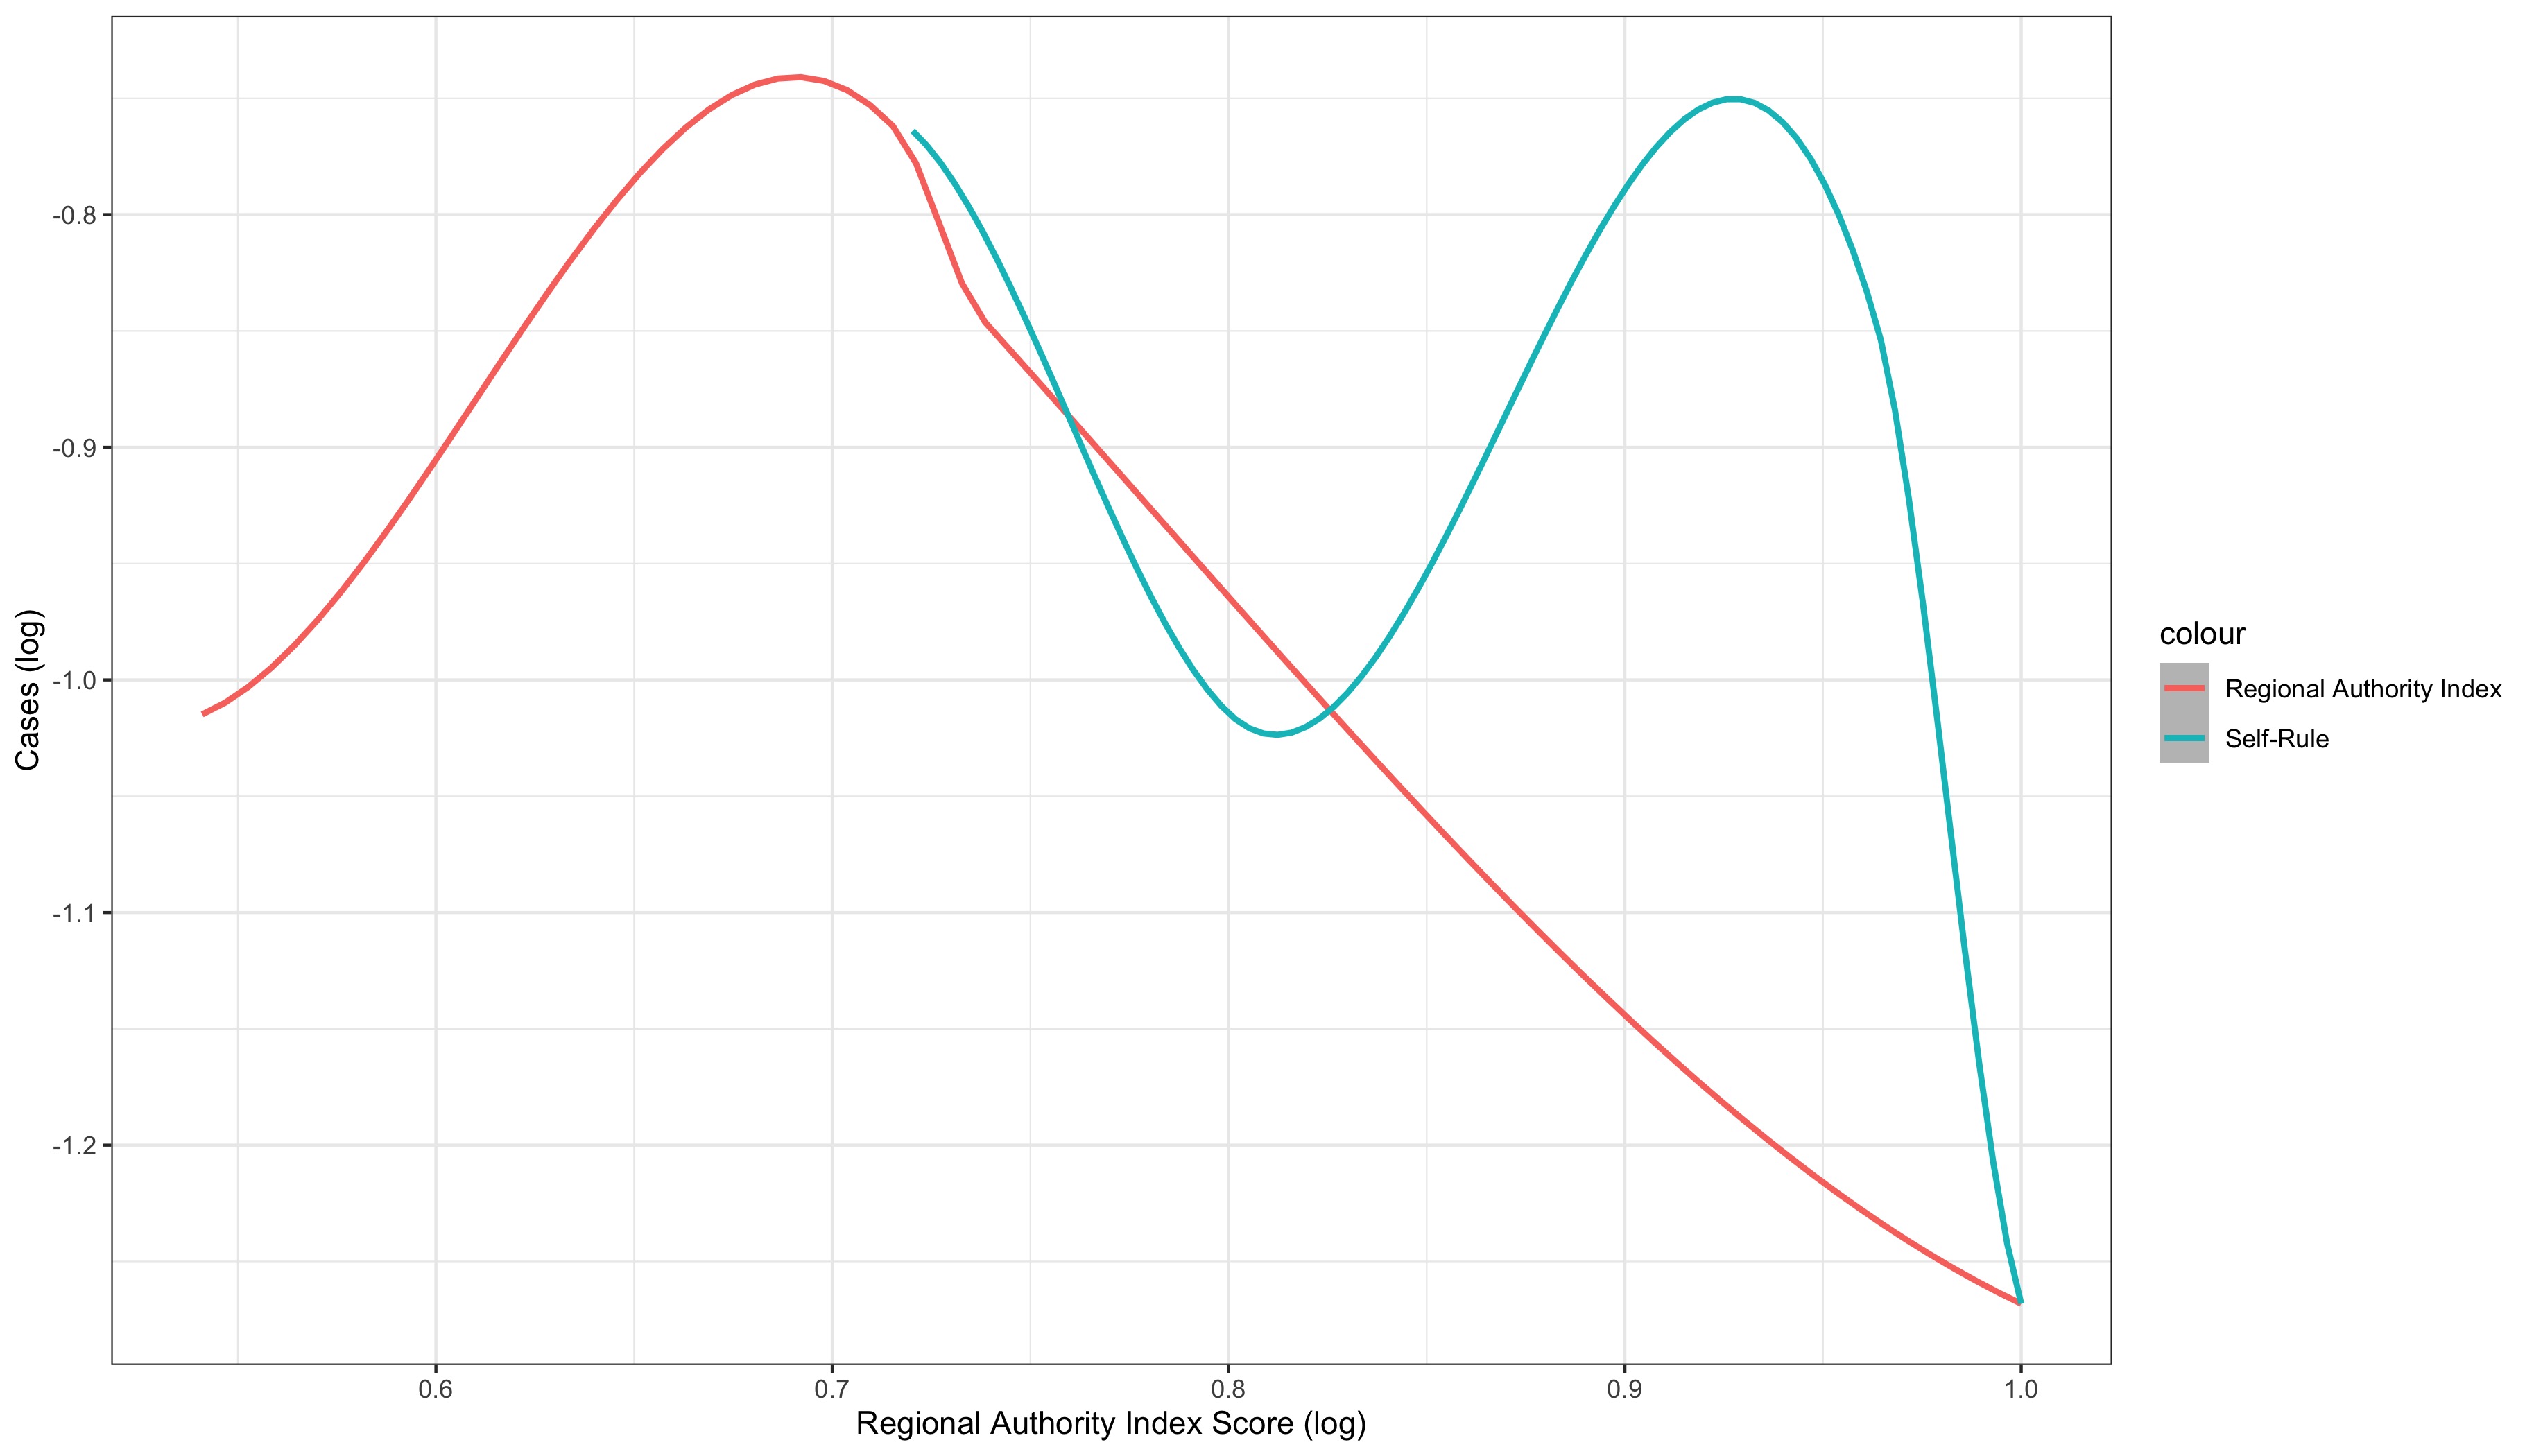 -0.8
-0.9
-1.0
-1.1
-1.2
Cases (log)
0.6 0.7 0.8 0.9 1.0
Regional Authority Index Score (log)
colour
Regional Authority Index
Self-Rule